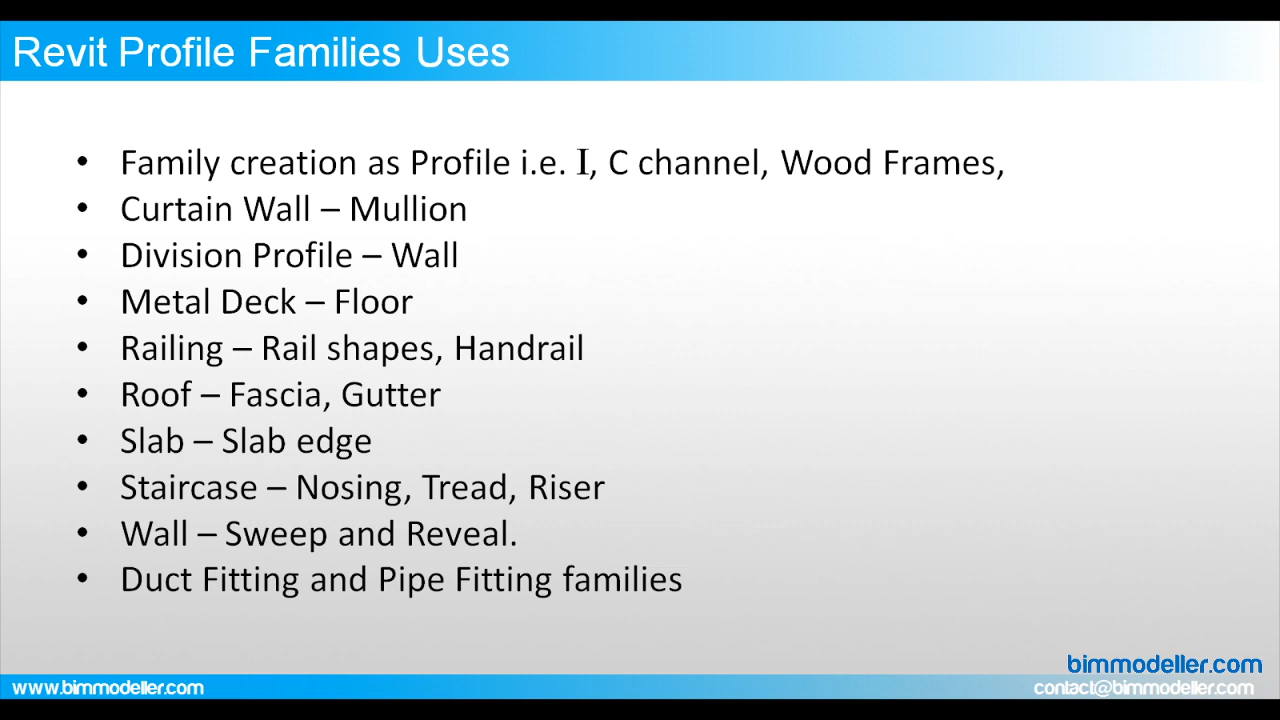 Revit Profile Families Uses
• Family creation as Profile i.e. I, C channel, Wood Frames,
• Curtain Wall – Mullion
• Division Profile – Wall
• Metal Deck – Floor
• Railing – Rail shapes, Handrail
• Roof – Fascia, Gutter
• Slab – Slab edge
• Staircase – Nosing, Tread, Riser
• Wall – Sweep and Reveal.
• Duct Fitting and Pipe Fitting families
bimmodeller.com
www.bimmodeller.com
contact@bimmodeller.com